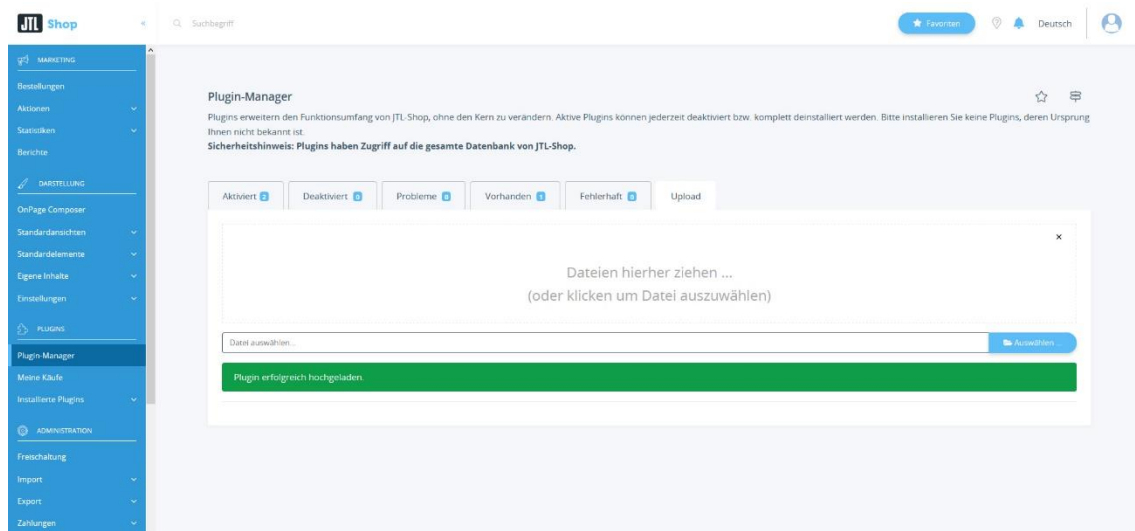 JTL Shop
«
Suchbegriff
Favoriten
Deutsch
MARKETING
Bestellungen
Aktionen
Statistiken
Berichte
DARSTELLUNG
OnPage Composer
Standardansichten
Standardelemente
Eigene Inhalte
Einstellungen
PLUGINS
Plugin-Manager
Meine Käufe
Installierte Plugins
ADMINISTRATION
Freischaltung
Import
Export
Zahlungen
Plugin-Manager
Plugins erweitern den Funktionsumfang von JTL-Shop, ohne den Kern zu verändern. Aktive Plugins können jederzeit deaktiviert bzw. komplett deinstalliert werden. Bitte installieren Sie keine Plugins, deren Ursprung
Ihnen nicht bekannt ist.
Sicherheitshinweis: Plugins haben Zugriff auf die gesamte Datenbank von JTL-Shop.
Aktiviert 2 Deaktiviert 0 Probleme Vorhanden 1 Fehlerhaft Upload
Dateien hierher ziehen ...
(oder klicken um Datei auszuwählen)
Datei auswählen ...
Auswählen ...
Plugin erfolgreich hochgeladen.